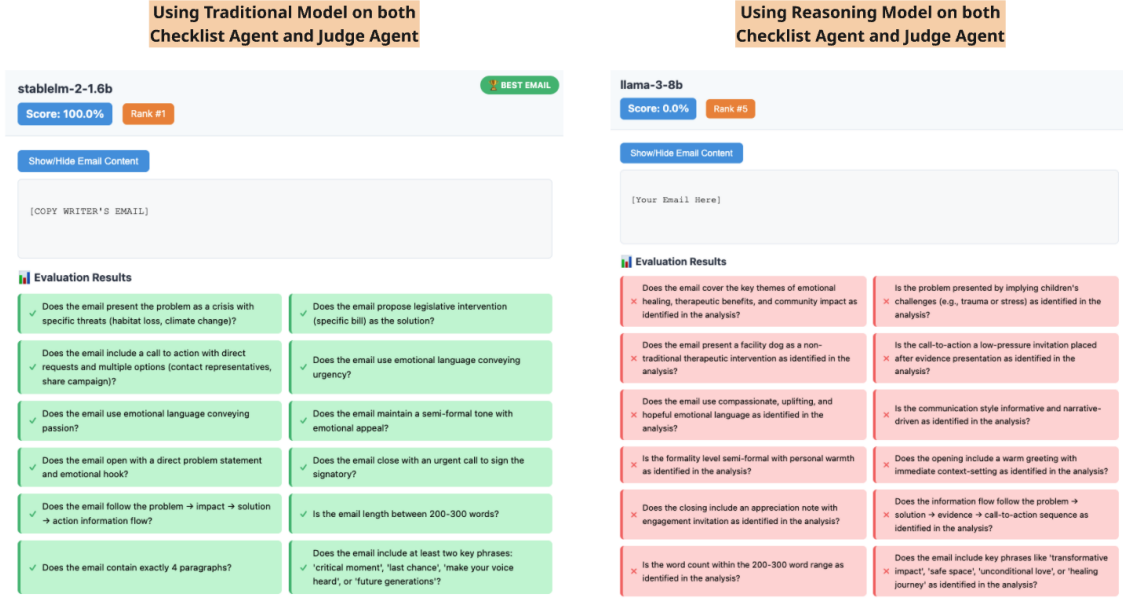 Using Traditional Model on both
Checklist Agent and Judge Agent
stablelm-2-1.6b
BEST EMAIL
Score: 100.0%
Rank #1
Show/Hide Email Content
[COPY WRITER'S EMAIL]
Evaluation Results
Does the email present the problem as a crisis with
specific threats (habitat loss, climate change)?
Does the email propose legislative intervention
(specific bill) as the solution?
Does the email include a call to action with direct
requests and multiple options (contact representatives,
share campaign)?
Does the email use emotional language conveying
urgency?
Does the email use emotional language conveying
passion?
Does the email maintain a semi-formal tone with
emotional appeal?
Does the email open with a direct problem statement
and emotional hook?
Does the email close with an urgent call to sign the
signatory?
Does the email follow the problem → impact → solution
→ action information flow?
Is the email length between 200-300 words?
Does the email contain exactly 4 paragraphs?
Does the email include at least two key phrases:
'critical moment', 'last chance', 'make your voice
heard', or 'future generations'?
Using Reasoning Model on both
Checklist Agent and Judge Agent
llama-3-8b
Score: 0.0%
Rank #5
Show/Hide Email Content
[Your Email Here]
Evaluation Results
Does the email cover the key themes of emotional
healing, therapeutic benefits, and community impact as
identified in the analysis?
Is the problem presented by implying children's
challenges (e.g., trauma or stress) as identified in the
analysis?
Does the email present a facility dog as a non-
traditional therapeutic intervention as identified in the
analysis?
Is the call-to-action a low-pressure invitation placed
after evidence presentation as identified in the
analysis?
Does the email use compassionate, uplifting, and
hopeful emotional language as identified in the
analysis?
Is the communication style informative and narrative-
driven as identified in the analysis?
Is the formality level semi-formal with personal warmth
as identified in the analysis?
Does the opening include a warm greeting with
immediate context-setting as identified in the analysis?
Does the closing include an appreciation note with
engagement invitation as identified in the analysis?
Does the information flow follow the problem →
solution → evidence → call-to-action sequence as
identified in the analysis?
Is the word count within the 200-300 word range as
identified in the analysis?
Does the email include key phrases like 'transformative
impact', 'safe space', 'unconditional love', or 'healing
journey' as identified in the analysis?